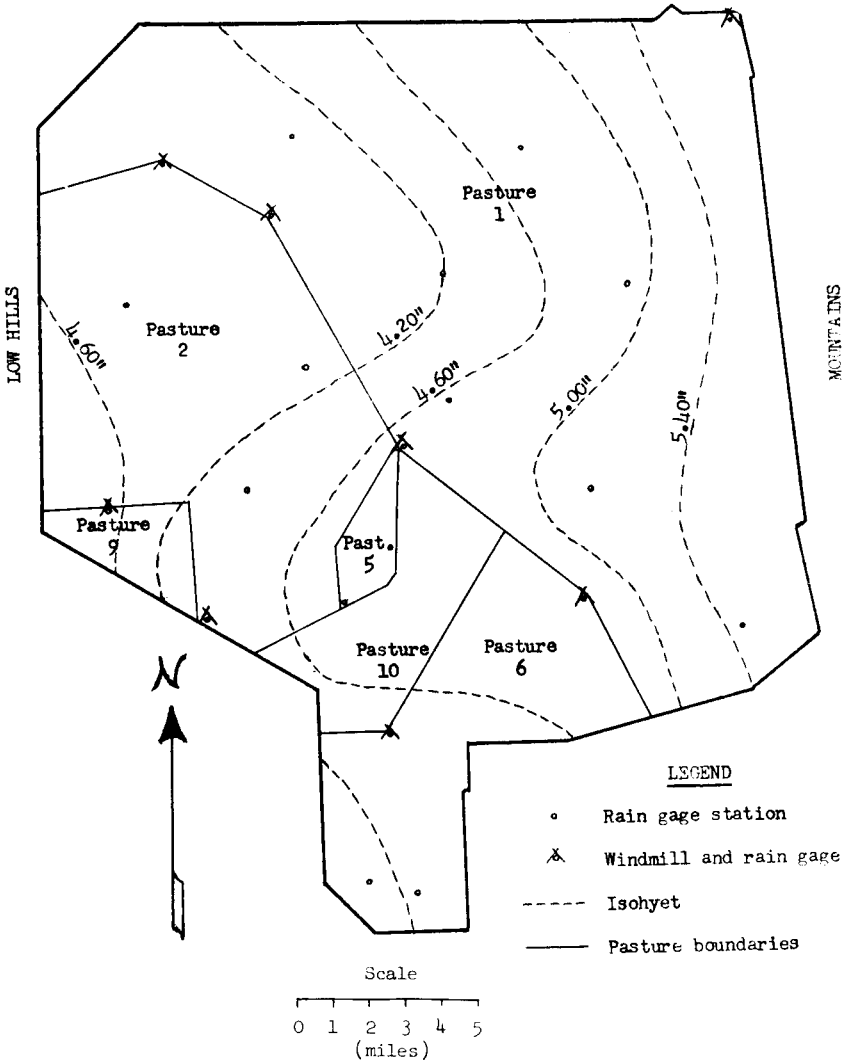 Pasture
1
LOW HILLS
MOUNTAINS
4.20"
Pasture
2
4.60"
4.60"
5.00"
5.40"
Pasture
9
Past.
5
Pasture
10
Pasture
6
N
LEGEND
Rain gage station
Windmill and rain gage
Isohyet
Pasture boundaries
Scale
0 1 2 3 4 5
(miles)